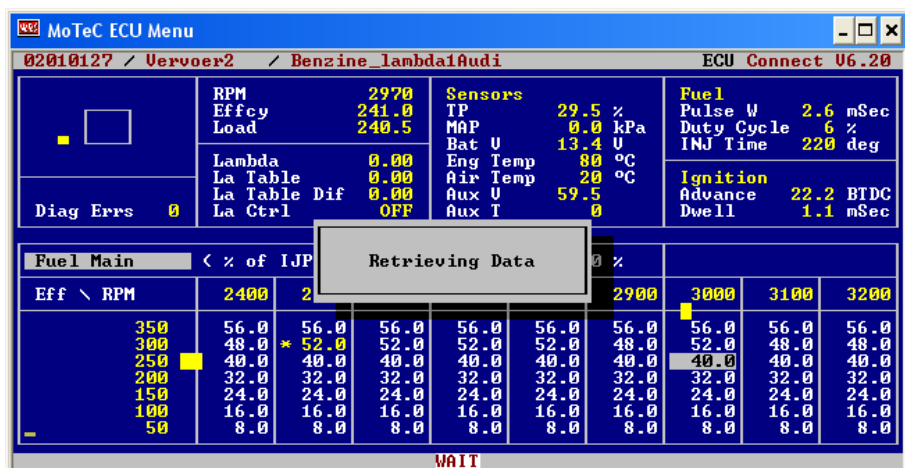 MoTeC ECU Menu
02010127 / Vervoer2 / Benzine_lambda1Audi ECU Connect V6.20
RPM 2970 Sensors Fuel
Effcy 241.0 TP 29.5 % Pulse W 2.6 mSec
Load 240.5 MAP 0.0 kPa Duty Cycle 6 %
Bat V 13.4 V INJ Time 220 deg
Lambda 0.00 Eng Temp 80 ºC
La Table 0.00 Air Temp 20 ºC Ignition
La Table Dif 0.00 Aux V 59.5 Advance 22.2 BTDC
Diag Errs 0 La Ctrl OFF Aux T 0 Dwell 1.1 mSec
Fuel Main ( % of IJP Retrieving Data 0 %
Eff \ RPM 2400 2 2900 3000 3100 3200
350 56.0 56.0 56.0 56.0 56.0 56.0 56.0 56.0 56.0
300 48.0 * 52.0 52.0 52.0 52.0 52.0 52.0 48.0 48.0
250 40.0 40.0 40.0 40.0 40.0 40.0 40.0 40.0 40.0
200 32.0 32.0 32.0 32.0 32.0 32.0 32.0 32.0 32.0
150 24.0 24.0 24.0 24.0 24.0 24.0 24.0 24.0 24.0
100 16.0 16.0 16.0 16.0 16.0 16.0 16.0 16.0 16.0
50 8.0 8.0 8.0 8.0 8.0 8.0 8.0 8.0 8.0
WAIT